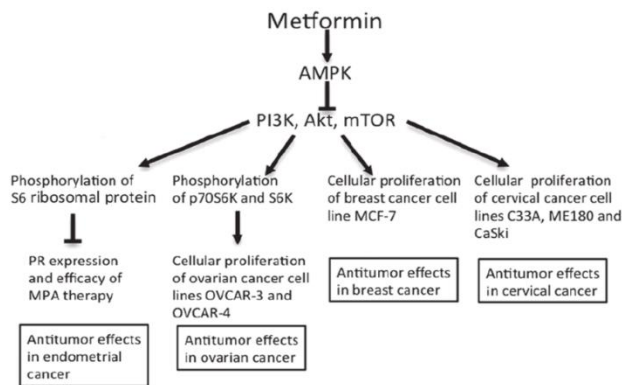 Metformin
AMPK
PI3K, Akt, mTOR
Phosphorylation of
S6 ribosomal protein
PR expression
and efficacy of
MPA therapy
Antitumor effects
in endometrial
cancer
Phosphorylation
of p70S6K and S6K
Cellular proliferation
of ovarian cancer cell
lines OVCAR-3 and
OVCAR-4
Antitumor effects
in ovarian cancer
Cellular proliferation
of breast cancer cell
line MCF-7
Antitumor effects
in breast cancer
Cellular proliferation
of cervical cancer cell
lines C33A, ME180 and
CaSki
Antitumor effects
in cervical cancer